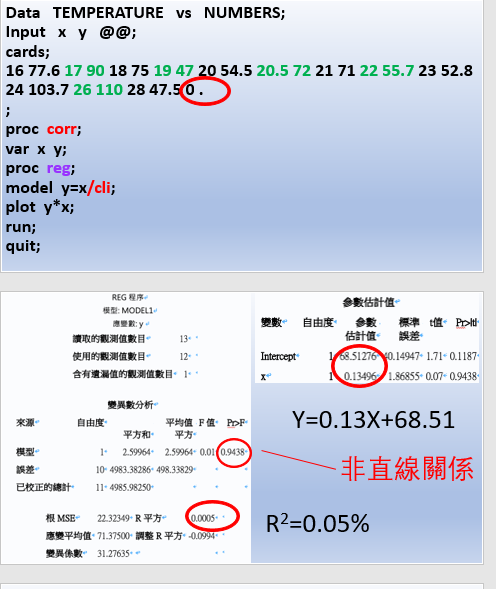 Data TEMPERATURE vs NUMBERS;
Input x y @@;
cards;
16 77.6 17 90 18 75 19 47 20 54.5 20.5 72 21 71 22 55.7 23 52.8
24 103.7 26 110 28 47.5 0 .
;
proc corr;
var x y;
proc reg;
model y=x/cli;
plot y*x;
run;
quit;
REG 程序
模型: MODEL1
應變數: y
讀取的觀測值數目 13
使用的觀測值數目 12
含有遺漏值的觀測值數目 1
變異數分析
來源 自由度 平方和 平均值平方 F 值 Pr>F
模型 1 2.59964 2.59964 0.01 0.9438
誤差 10 4983.38286 498.33829
已校正的總計 11 4985.98250
根 MSE 22.32349 R 平方 0.0005
應變平均值 71.37500 調整 R 平方 -0.0994
變異係數 31.27635
參數估計值
變數 自由度 參數估計值 標準誤差 t值 Pr>|t|
Intercept 1 68.51276 40.14947 1.71 0.1187
x 1 0.13496 1.86855 0.07 0.9438
Y=0.13X+68.51
非直線關係
R²=0.05%